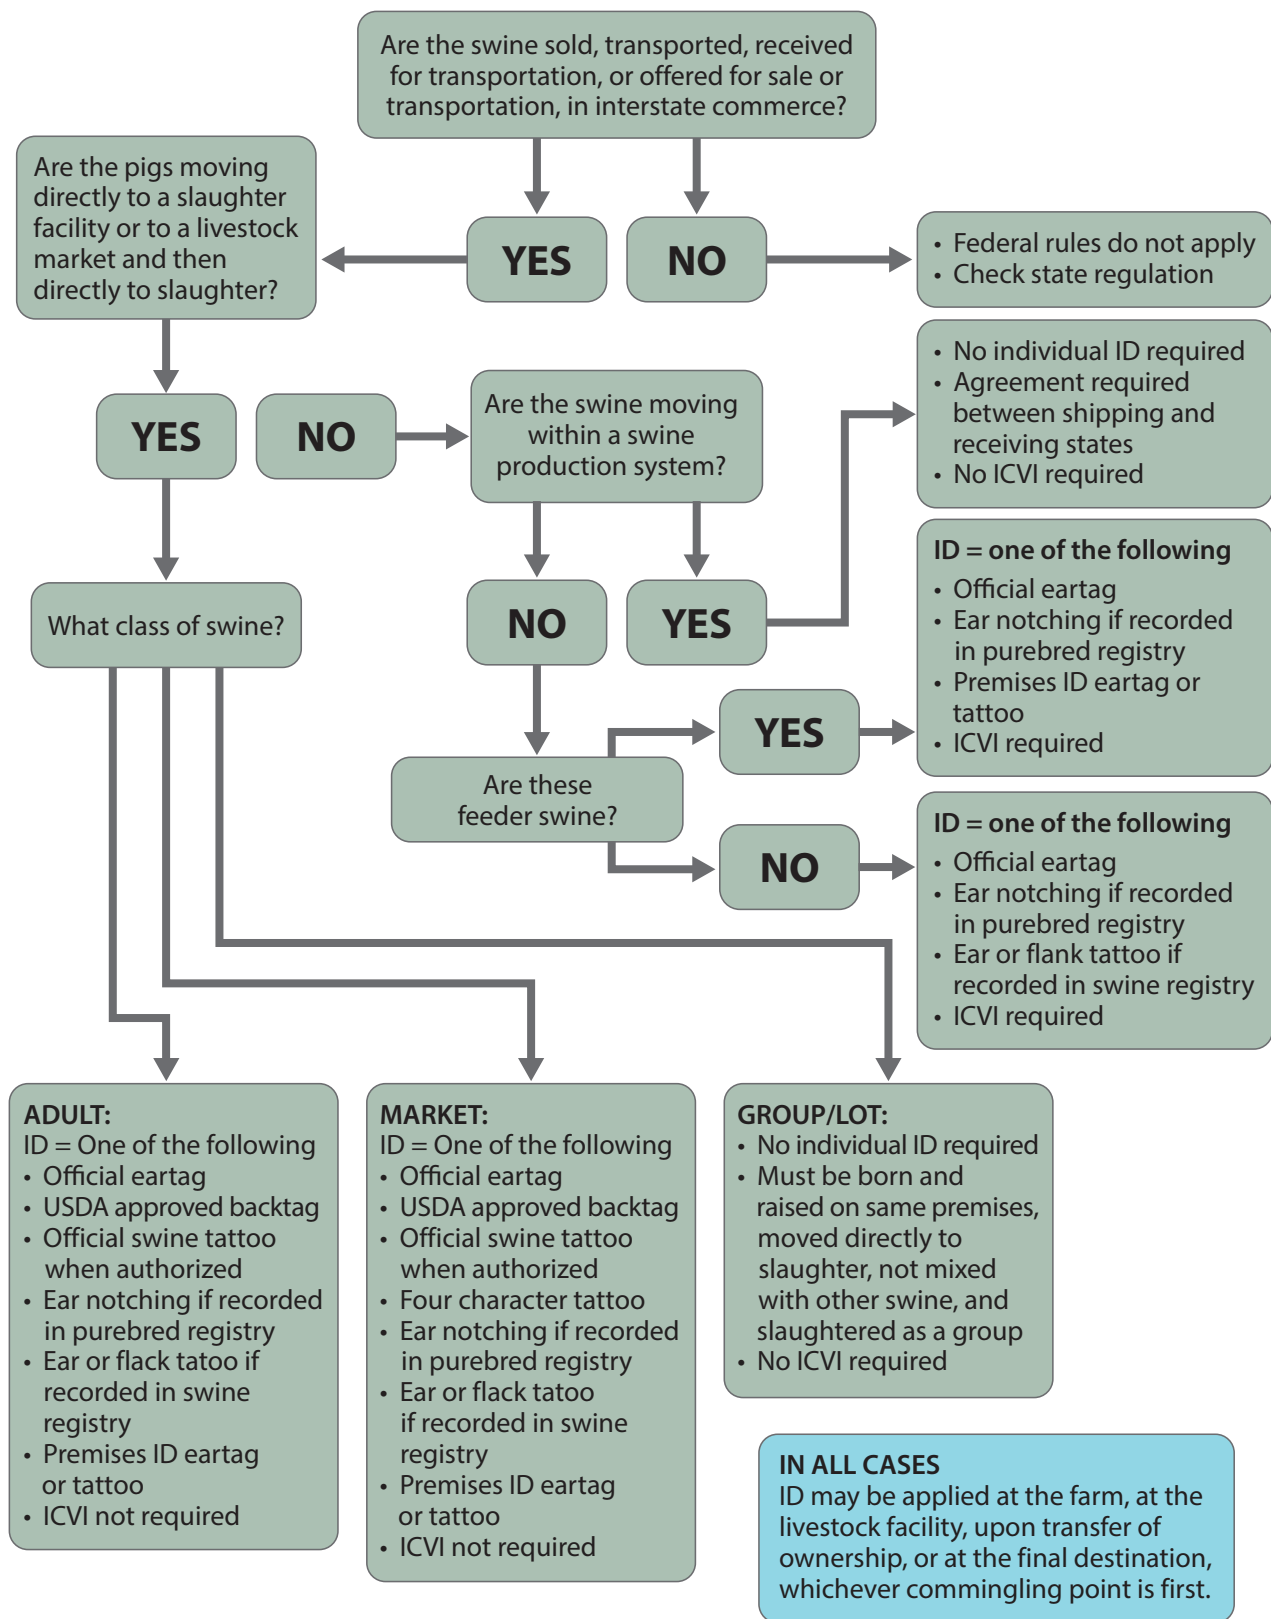 Are the swine sold, transported, received
for transportation, or offered for sale or
transportation, in interstate commerce?
Are the pigs moving
directly to a slaughter
facility or to a livestock
market and then
directly to slaughter?
YES
NO
• Federal rules do not apply
• Check state regulation
YES
NO
Are the swine moving
within a swine
production system?
• No individual ID required
• Agreement required
between shipping and
receiving states
• No ICVI required
What class of swine?
NO
YES
ID = one of the following
• Official eartag
• Ear notching if recorded
in purebred registry
• Premises ID eartag or
tattoo
• ICVI required
Are these
feeder swine?
YES
NO
ID = one of the following
• Official eartag
• Ear notching if recorded
in purebred registry
• Ear or flank tattoo if
recorded in swine registry
• ICVI required
ADULT:
ID = One of the following
• Official eartag
• USDA approved backtag
• Official swine tattoo
when authorized
• Ear notching if recorded
in purebred registry
• Ear or flack tatoo if
recorded in swine
registry
• Premises ID eartag
or tattoo
• ICVI not required
MARKET:
ID = One of the following
• Official eartag
• USDA approved backtag
• Official swine tattoo
when authorized
• Four character tattoo
• Ear notching if recorded
in purebred registry
• Ear or flack tatoo
if recorded in swine
registry
• Premises ID eartag
or tattoo
• ICVI not required
GROUP/LOT:
• No individual ID required
• Must be born and
raised on same premises,
moved directly to
slaughter, not mixed
with other swine, and
slaughtered as a group
• No ICVI required
IN ALL CASES
ID may be applied at the farm, at the
livestock facility, upon transfer of
ownership, or at the final destination,
whichever commingling point is first.